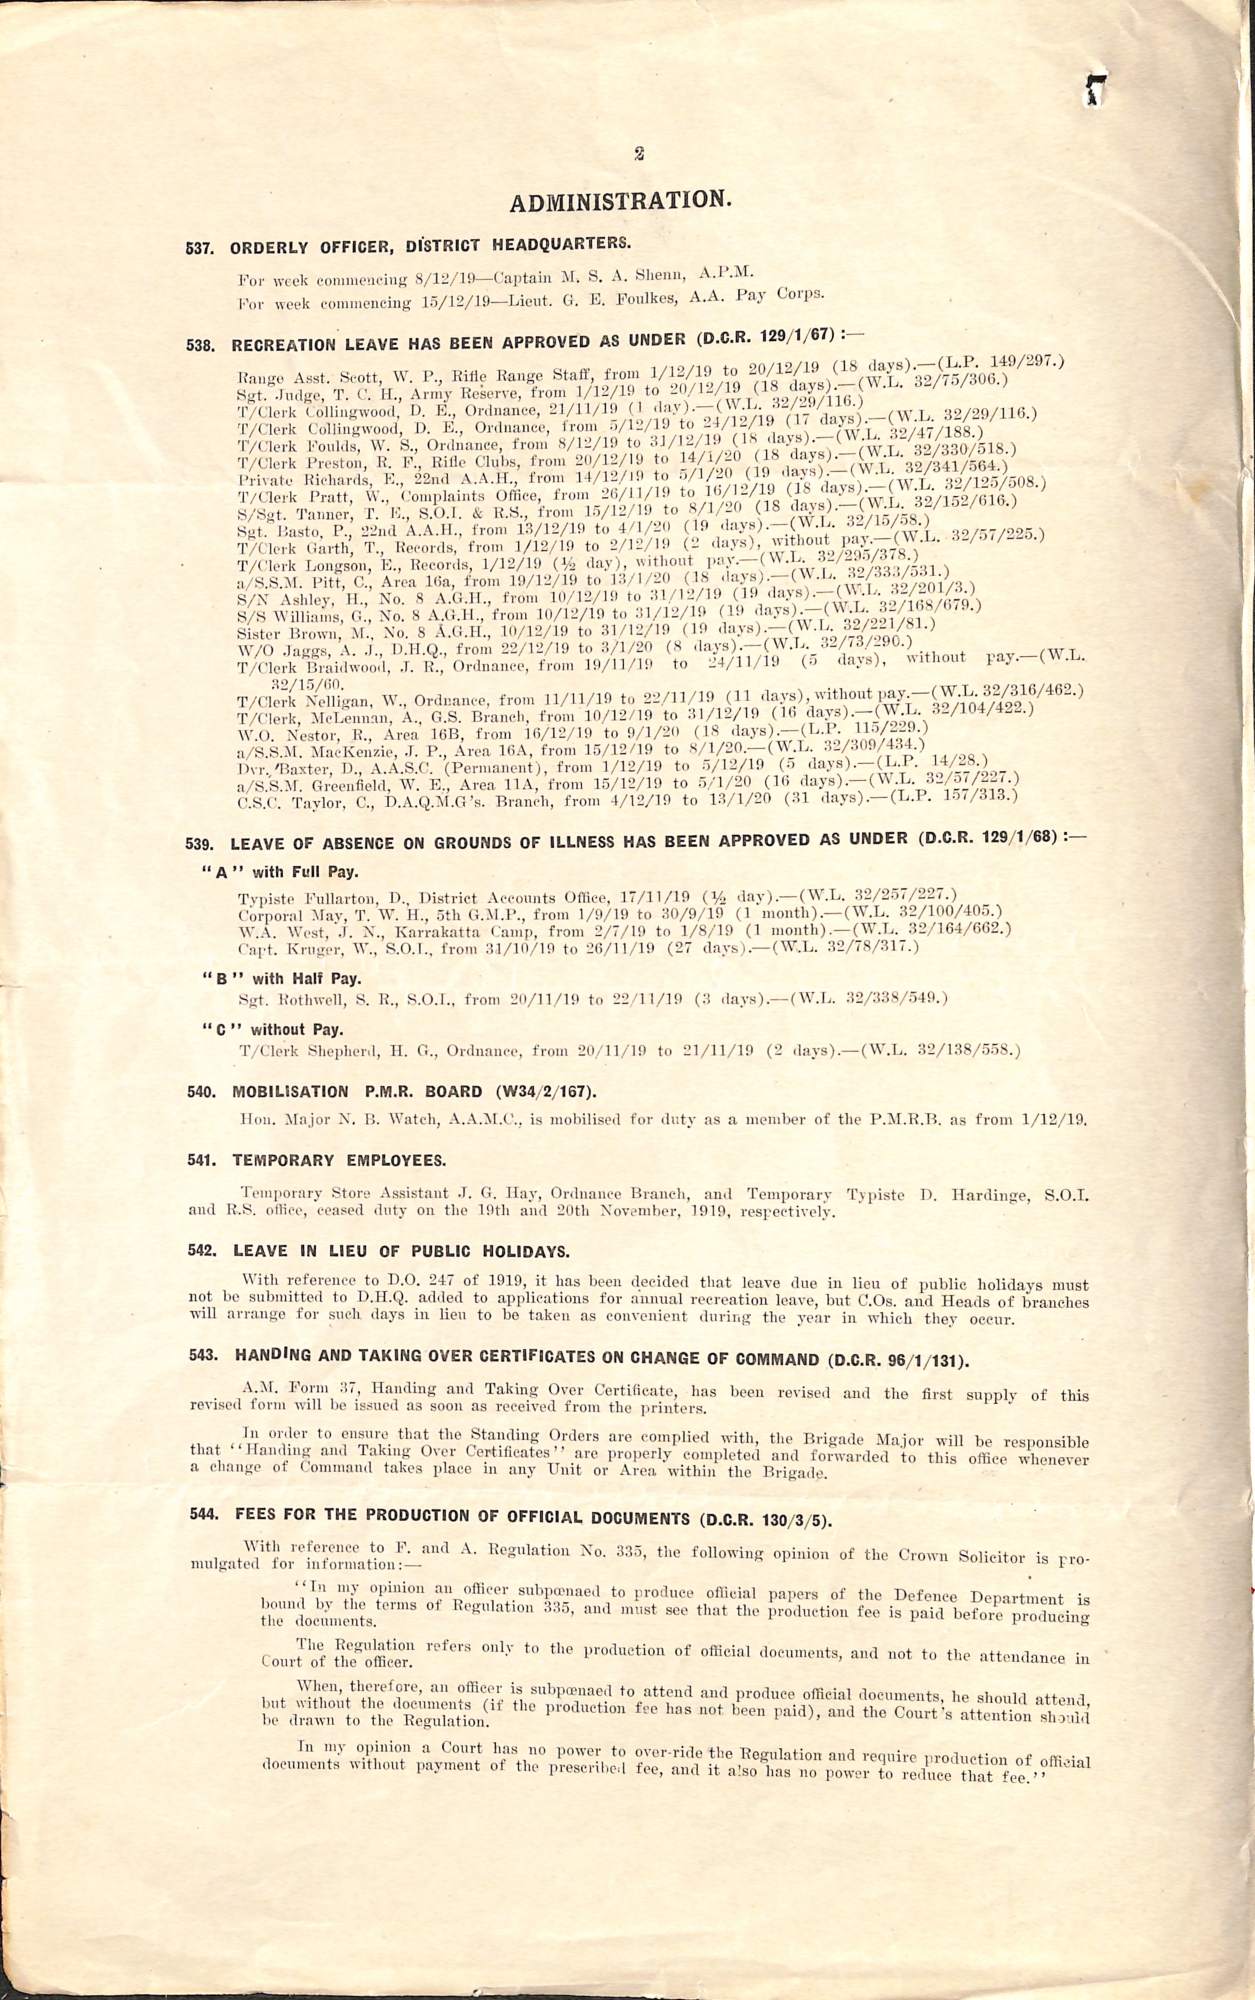 2
ADMINISTRATION.
537. ORDERLY OFFICER, DISTRICT HEADQUARTERS.
For week commencing 8/12/19—Captain M. S. A. Shenn, A.P.M.
For week commencing 15/12/19—Lieut. G. E. Foulkes, A.A. Pay Corps.
538. RECREATION LEAVE HAS BEEN APPROVED AS UNDER (D.C.R. 129/1/67) :—
Range Asst. Scott, W. P., Rifle Range Staff, from 1/12/19 to 20/12/19 (18 days).—(L.P. 149/297.)
Sgt. Judge, T. C. H., Army Reserve, from 1/12/19 to 20/12/19 (18 days).—(W.L. 32/75/306.)
T/Clerk Collingwood, D. E., Ordnance, 21/11/19 (1 day).—(W.L. 32/29/116.)
T/Clerk Collingwood, D. E., Ordnance, from 5/12/19 to 24/12/19 (17 days).—(W.L. 32/29/116.)
T/Clerk Foulds, W. S., Ordnance, from 8/12/19 to 31/12/19 (18 days).—(W.L. 32/47/188.)
T/Clerk Preston, R. F., Rifle Clubs, from 20/12/19 to 14/1/20 (18 days).—(W.L. 32/330/518.)
Private Richards, E., 22nd A.A.H., from 14/12/19 to 5/1/20 (19 days).—(W.L. 32/341/564.)
T/Clerk Pratt, W., Complaints Office, from 26/11/19 to 16/12/19 (18 days).—(W.L. 32/125/508.)
S/Sgt. Tanner, T. E., S.O.I. & R.S., from 15/12/19 to 8/1/20 (18 days).—(W.L. 32/152/616.)
Sgt. Basto, P., 22nd A.A.H., from 13/12/19 to 4/1/20 (19 days).—(W.L. 32/15/58.)
T/Clerk Garth, T., Records, from 1/12/19 to 2/12/19 (2 days), without pay.—(W.L. 32/57/225.)
T/Clerk Longson, E., Records, 1/12/19 (½ day), without pay.—(W.L. 32/295/378.)
a/S.S.M. Pitt, C., Area 16a, from 19/12/19 to 13/1/20 (18 days).—(W.L. 32/333/531.)
S/N Ashley, H., No. 8 A.G.H., from 10/12/19 to 31/12/19 (19 days).—(W.L. 32/201/3.)
S/S Williams, G., No. 8 A.G.H., from 10/12/19 to 31/12/19 (19 days).—(W.L. 32/168/679.)
Sister Brown, M., No. 8 A.G.H., 10/12/19 to 31/12/19 (19 days).—(W.L. 32/221/81.)
W/O Jaggs, A. J., D.H.Q., from 22/12/19 to 3/1/20 (8 days).—(W.L. 32/73/290.)
T/Clerk Braidwood, J. R., Ordnance, from 19/11/19 to 24/11/19 (5 days), without pay.—(W.L.
32/15/60.
T/Clerk Nelligan, W., Ordnance, from 11/11/19 to 22/11/19 (11 days), without pay.—(W.L. 32/316/462.)
T/Clerk, McLennan, A., G.S. Branch, from 10/12/19 to 31/12/19 (16 days).—(W.L. 32/104/422.)
W.O. Nestor, R., Area 16B, from 16/12/19 to 9/1/20 (18 days).—(L.P. 115/229.)
a/S.S.M. MacKenzie, J. P., Area 16A, from 15/12/19 to 8/1/20.—(W.L. 32/309/434.)
Dvr. Baxter, D., A.A.S.C. (Permanent), from 1/12/19 to 5/12/19 (5 days).—(L.P. 14/28.)
a/S.S.M. Greenfield, W. E., Area 11A, from 15/12/19 to 5/1/20 (16 days).—(W.L. 32/57/227.)
C.S.C. Taylor, C., D.A.Q.M.G's. Branch, from 4/12/19 to 13/1/20 (31 days).—(L.P. 157/313.)
539. LEAVE OF ABSENCE ON GROUNDS OF ILLNESS HAS BEEN APPROVED AS UNDER (D.C.R. 129/1/68) :—
"A" with Full Pay.
Typiste Fullarton, D., District Accounts Office, 17/11/19 (½ day).—(W.L. 32/257/227.)
Corporal May, T. W. H., 5th G.M.P., from 1/9/19 to 30/9/19 (1 month).—(W.L. 32/100/405.)
W.A. West, J. N., Karrakatta Camp, from 2/7/19 to 1/8/19 (1 month).—(W.L. 32/164/662.)
Capt. Kruger, W., S.O.I., from 31/10/19 to 26/11/19 (27 days).—(W.L. 32/78/317.)
"B" with Half Pay.
Sgt. Rothwell, S. R., S.O.I., from 20/11/19 to 22/11/19 (3 days).—(W.L. 32/338/549.)
"C" without Pay.
T/Clerk Shepherd, H. G., Ordnance, from 20/11/19 to 21/11/19 (2 days).—(W.L. 32/138/558.)
540. MOBILISATION P.M.R. BOARD (W34/2/167).
Hon. Major N. B. Watch, A.A.M.C., is mobilised for duty as a member of the P.M.R.B. as from 1/12/19.
541. TEMPORARY EMPLOYEES.
Temporary Store Assistant J. G. Hay, Ordnance Branch, and Temporary Typiste D. Hardinge, S.O.I.
and R.S. office, ceased duty on the 19th and 20th November, 1919, respectively.
542. LEAVE IN LIEU OF PUBLIC HOLIDAYS.
With reference to D.O. 247 of 1919, it has been decided that leave due in lieu of public holidays must
not be submitted to D.H.Q. added to applications for annual recreation leave, but C.Os. and Heads of branches
will arrange for such days in lieu to be taken as convenient during the year in which they occur.
543. HANDING AND TAKING OVER CERTIFICATES ON CHANGE OF COMMAND (D.C.R. 96/1/131).
A.M. Form 37, Handing and Taking Over Certificate, has been revised and the first supply of this
revised form will be issued as soon as received from the printers.
In order to ensure that the Standing Orders are complied with, the Brigade Major will be responsible
that "Handing and Taking Over Certificates" are properly completed and forwarded to this office whenever
a change of Command takes place in any Unit or Area within the Brigade.
544. FEES FOR THE PRODUCTION OF OFFICIAL DOCUMENTS (D.C.R. 130/3/5).
With reference to F. and A. Regulation No. 335, the following opinion of the Crown Solicitor is pro-
mulgated for information:—
"In my opinion an officer subpœnaed to produce official papers of the Defence Department is
bound by the terms of Regulation 335, and must see that the production fee is paid before producing
the documents.
The Regulation refers only to the production of official documents, and not to the attendance in
Court of the officer.
When, therefore, an officer is subpœnaed to attend and produce official documents, he should attend,
but without the documents (if the production fee has not been paid), and the Court's attention should
be drawn to the Regulation.
In my opinion a Court has no power to over-ride the Regulation and require production of official
documents without payment of the prescribed fee, and it also has no power to reduce that fee."